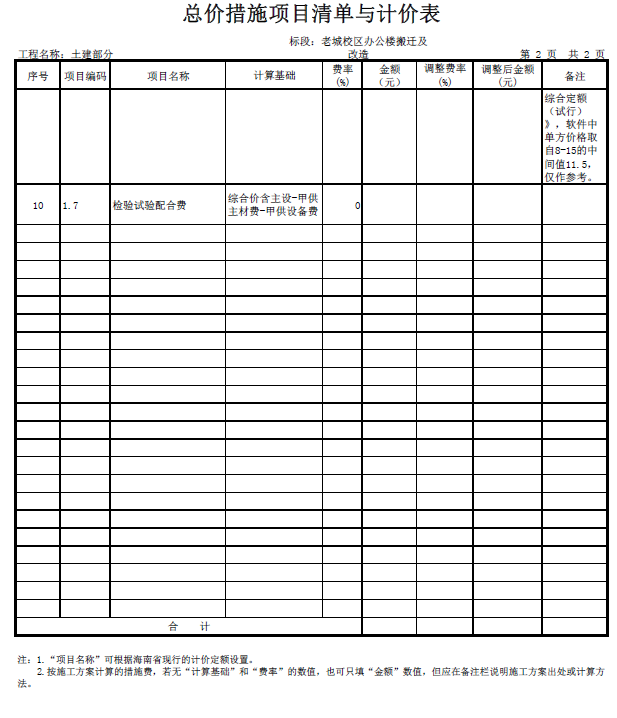 总价措施项目清单与计价表
标段: 老城校区办公楼搬迁及
工程名称: 土建部分 改造 第 2 页 共 2 页
序号 项目编码 项目名称 计算基础 费率(%) 金额(元) 调整费率(%) 调整后金额(元) 备注
综合定额
(试行)
》,软件中
单方价格取
自8-15的中
间值11.5,
仅作参考。
10 1.7 检验试验配合费 综合价含主设-甲供主材费-甲供设备费 0
合 计
注: 1.“项目名称”可根据海南省现行的计价定额设置。
2.按施工方案计算的措施费,若无“计算基础”和“费率”的数值,也可只填“金额”数值,但应在备注栏说明施工方案出处或计算方
法。